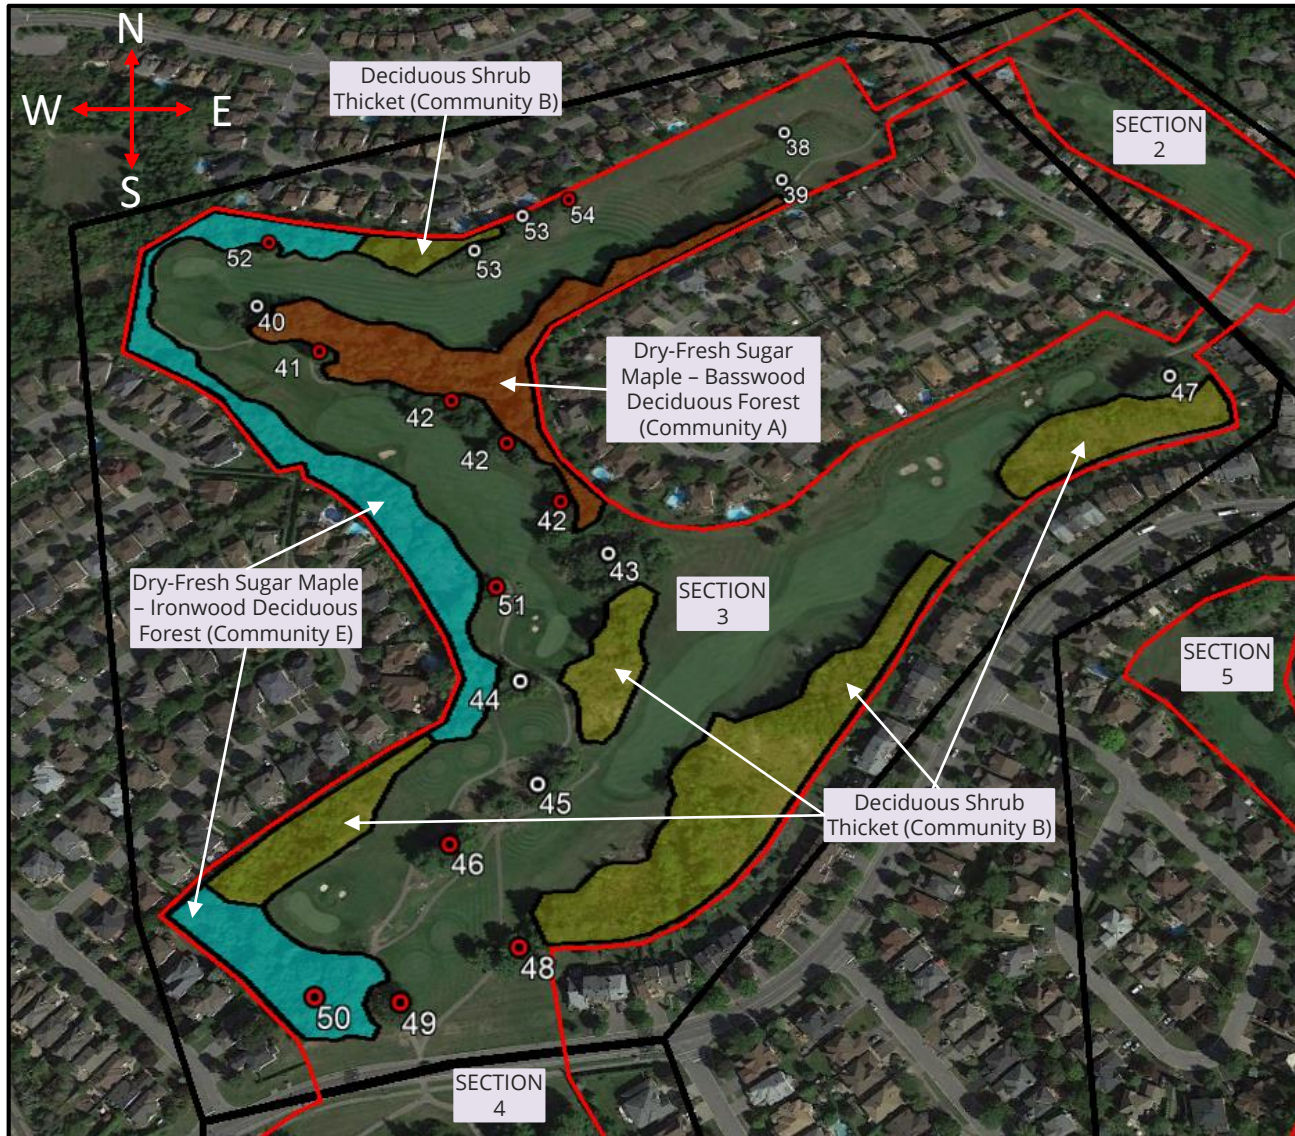 N
W
E
S
Deciduous Shrub
Thicket (Community B)
SECTION
2
38
39
54
53
53
52
40
41
42
42
42
Dry-Fresh Sugar
Maple – Basswood
Deciduous Forest
(Community A)
47
43
51
SECTION
3
Dry-Fresh Sugar Maple
– Ironwood Deciduous
Forest (Community E)
SECTION
5
44
45
Deciduous Shrub
Thicket (Community B)
46
48
50
49
SECTION
4